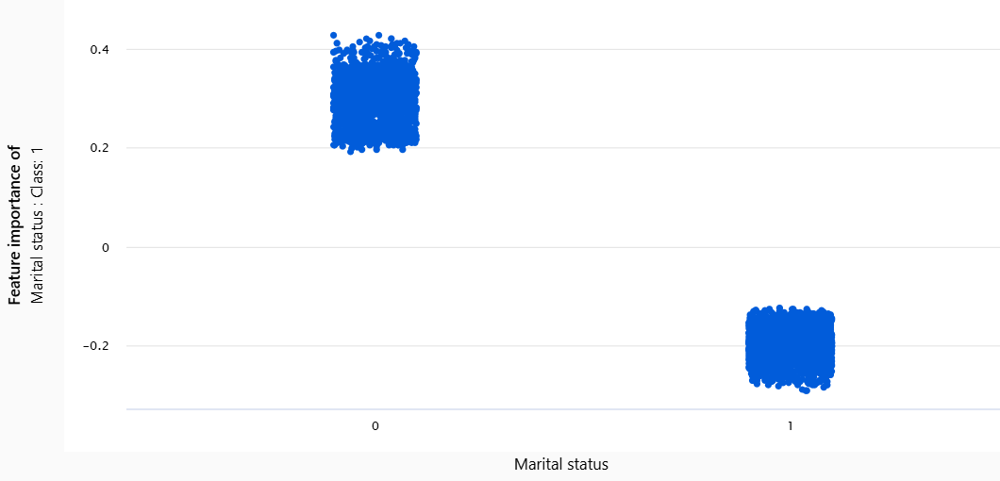 0.4
0.2
0
−0.2
Feature importance of
Marital status : Class: 1
0
1
Marital status